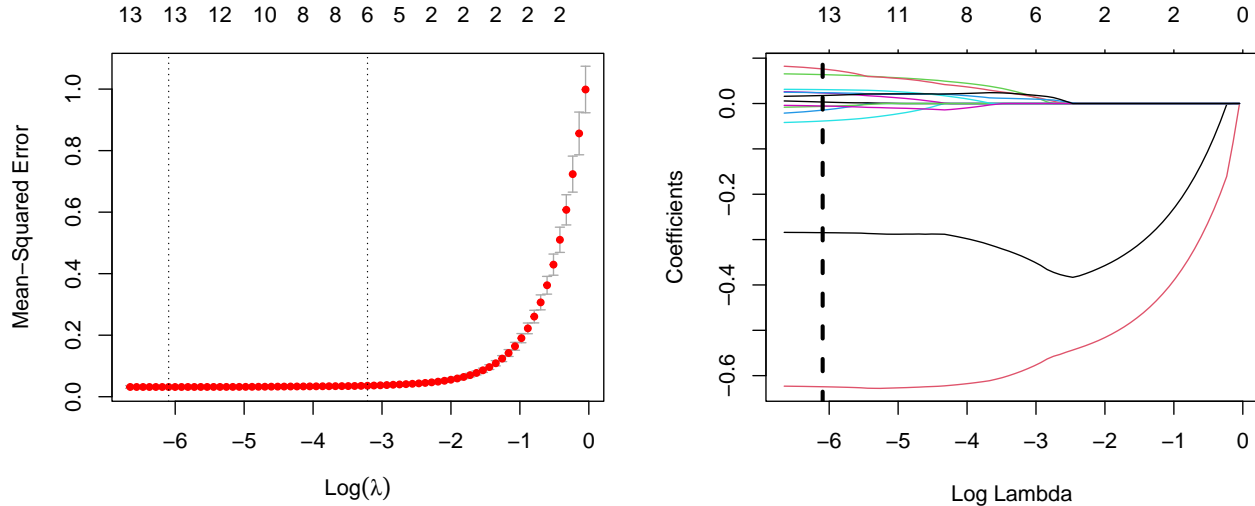 13 13 12 10 8 8 6 5 2 2 2 2 2
Mean−Squared Error
0.0 0.2 0.4 0.6 0.8 1.0
−6 −5 −4 −3 −2 −1 0
Log(λ)
13 11 8 6 2 2 0
Coefficients
−0.6 −0.4 −0.2 0.0
−6 −5 −4 −3 −2 −1 0
Log Lambda